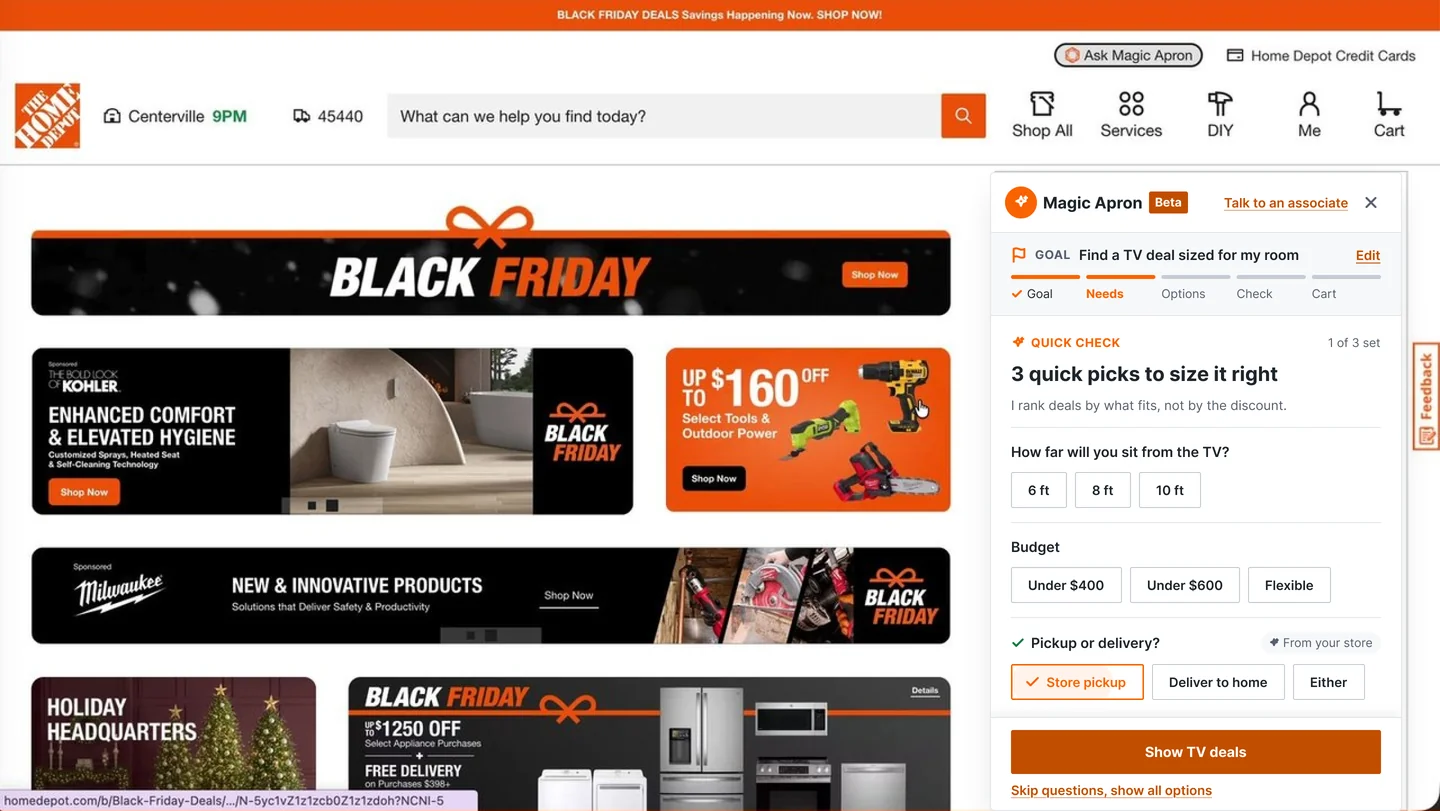 BLACK FRIDAY DEALS Savings Happening Now. SHOP NOW!
Ask Magic Apron
Home Depot Credit Cards
THE HOME DEPOT
Centerville 9PM
45440
What can we help you find today?
Shop All
Services
DIY
Me
Cart
BLACK FRIDAY
Shop Now
Sponsored
THE BOLD LOOK
OF KOHLER
ENHANCED COMFORT
& ELEVATED HYGIENE
Customized Sprays, Heated Seat
& Self-Cleaning Technology
Shop Now
BLACK
FRIDAY
UP TO $160 OFF
Select Tools &
Outdoor Power
Shop Now
Sponsored
Milwaukee
NEW & INNOVATIVE PRODUCTS
Solutions that Deliver Safety & Productivity
Shop Now
BLACK
FRIDAY
HOLIDAY
HEADQUARTERS
BLACK FRIDAY
Details
UP TO $1250 OFF
Select Appliance Purchases
+
FREE DELIVERY
on Purchases $398+
homedepot.com/b/Black-Friday-Deals/.../N-5yc1vZ1z1zcb0Z1z1zdoh?NCNI-5
Magic Apron Beta
Talk to an associate
GOAL Find a TV deal sized for my room
Edit
Goal
Needs
Options
Check
Cart
QUICK CHECK
1 of 3 set
3 quick picks to size it right
I rank deals by what fits, not by the discount.
How far will you sit from the TV?
6 ft
8 ft
10 ft
Budget
Under $400
Under $600
Flexible
Pickup or delivery?
From your store
Store pickup
Deliver to home
Either
Show TV deals
Skip questions, show all options
Feedback